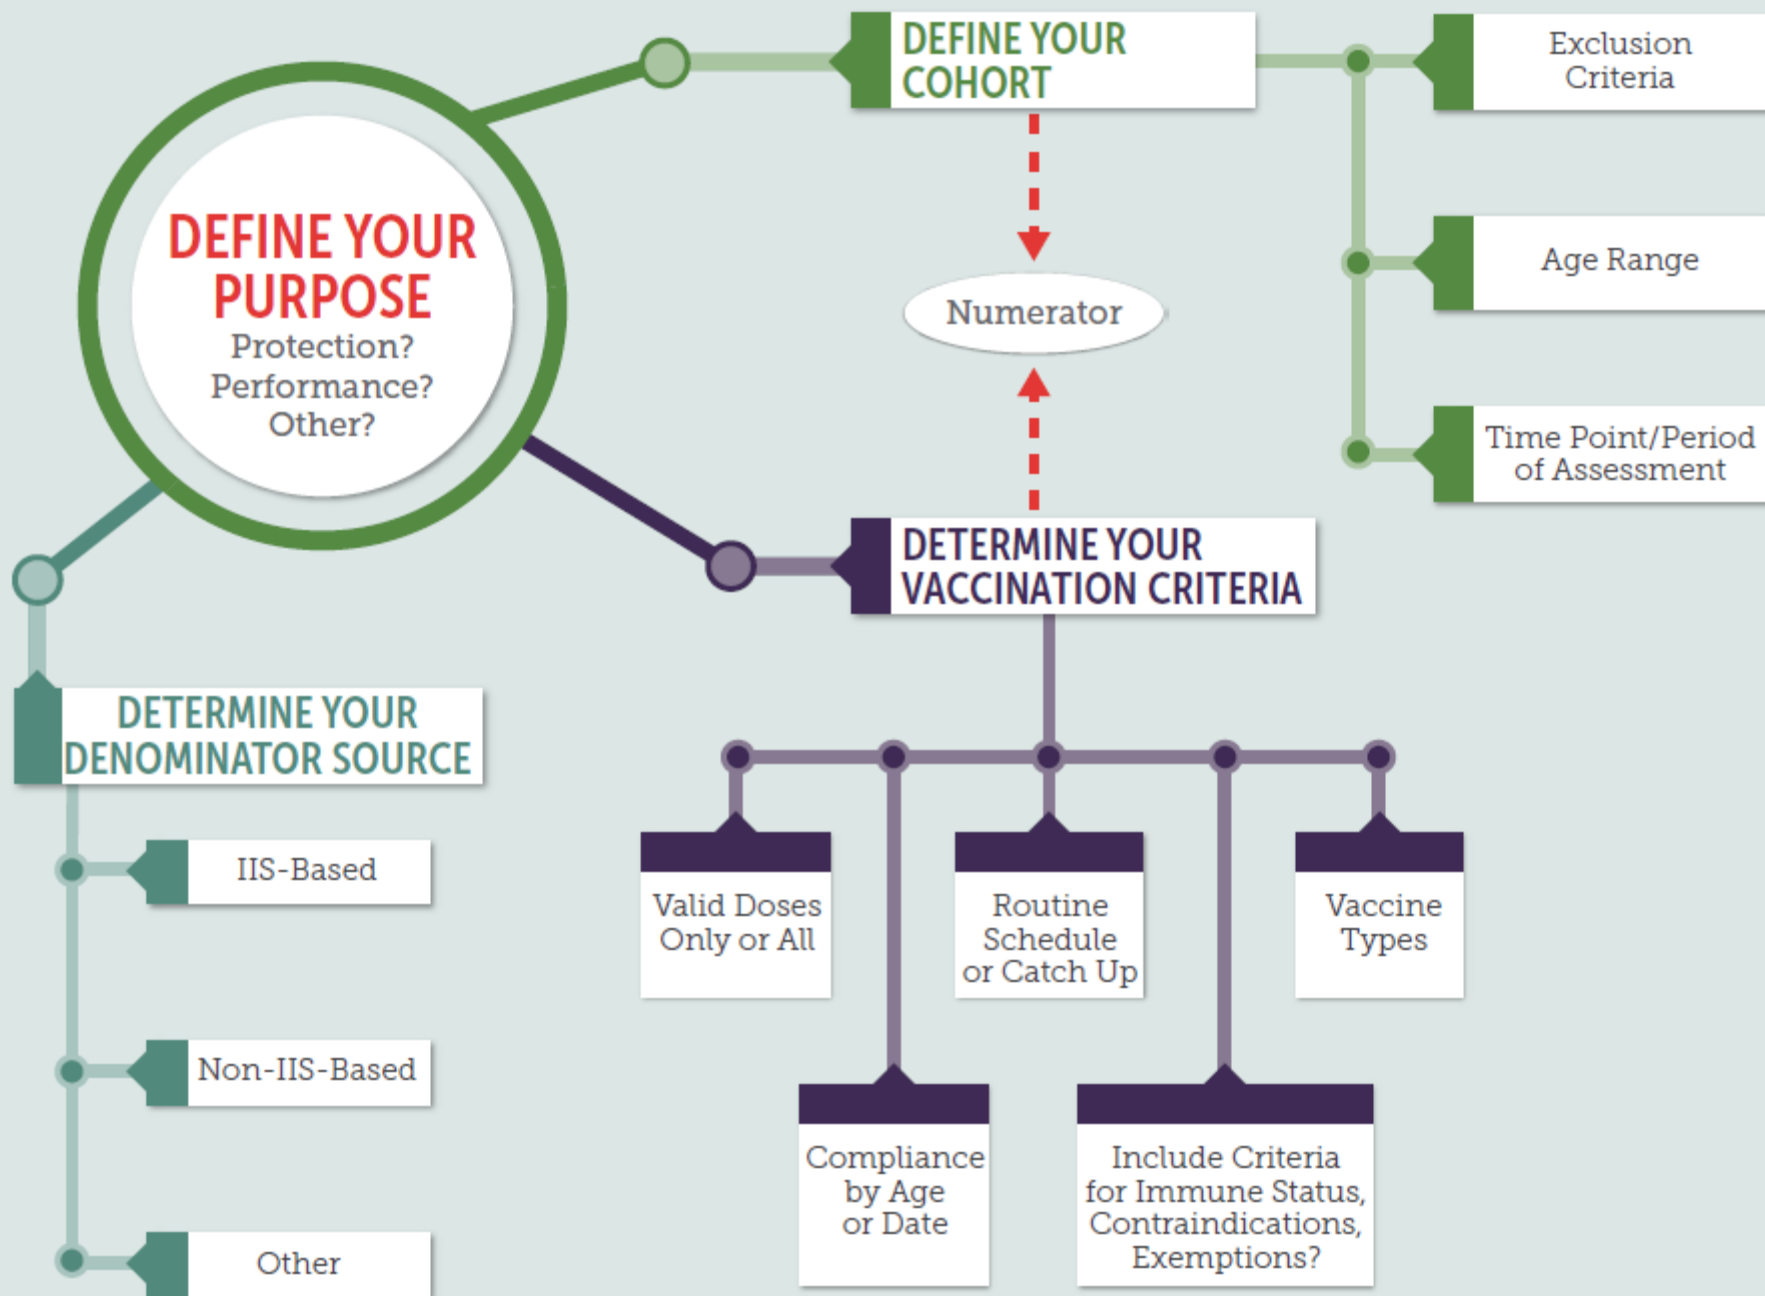 DEFINE YOUR
PURPOSE
Protection?
Performance?
Other?
DEFINE YOUR
COHORT
Exclusion
Criteria
Age Range
Time Point/Period
of Assessment
Numerator
DETERMINE YOUR
VACCINATION CRITERIA
Valid Doses
Only or All
Compliance
by Age
or Date
Routine
Schedule
or Catch Up
Include Criteria
for Immune Status,
Contraindications,
Exemptions?
Vaccine
Types
DETERMINE YOUR
DENOMINATOR SOURCE
IIS-Based
Non-IIS-Based
Other